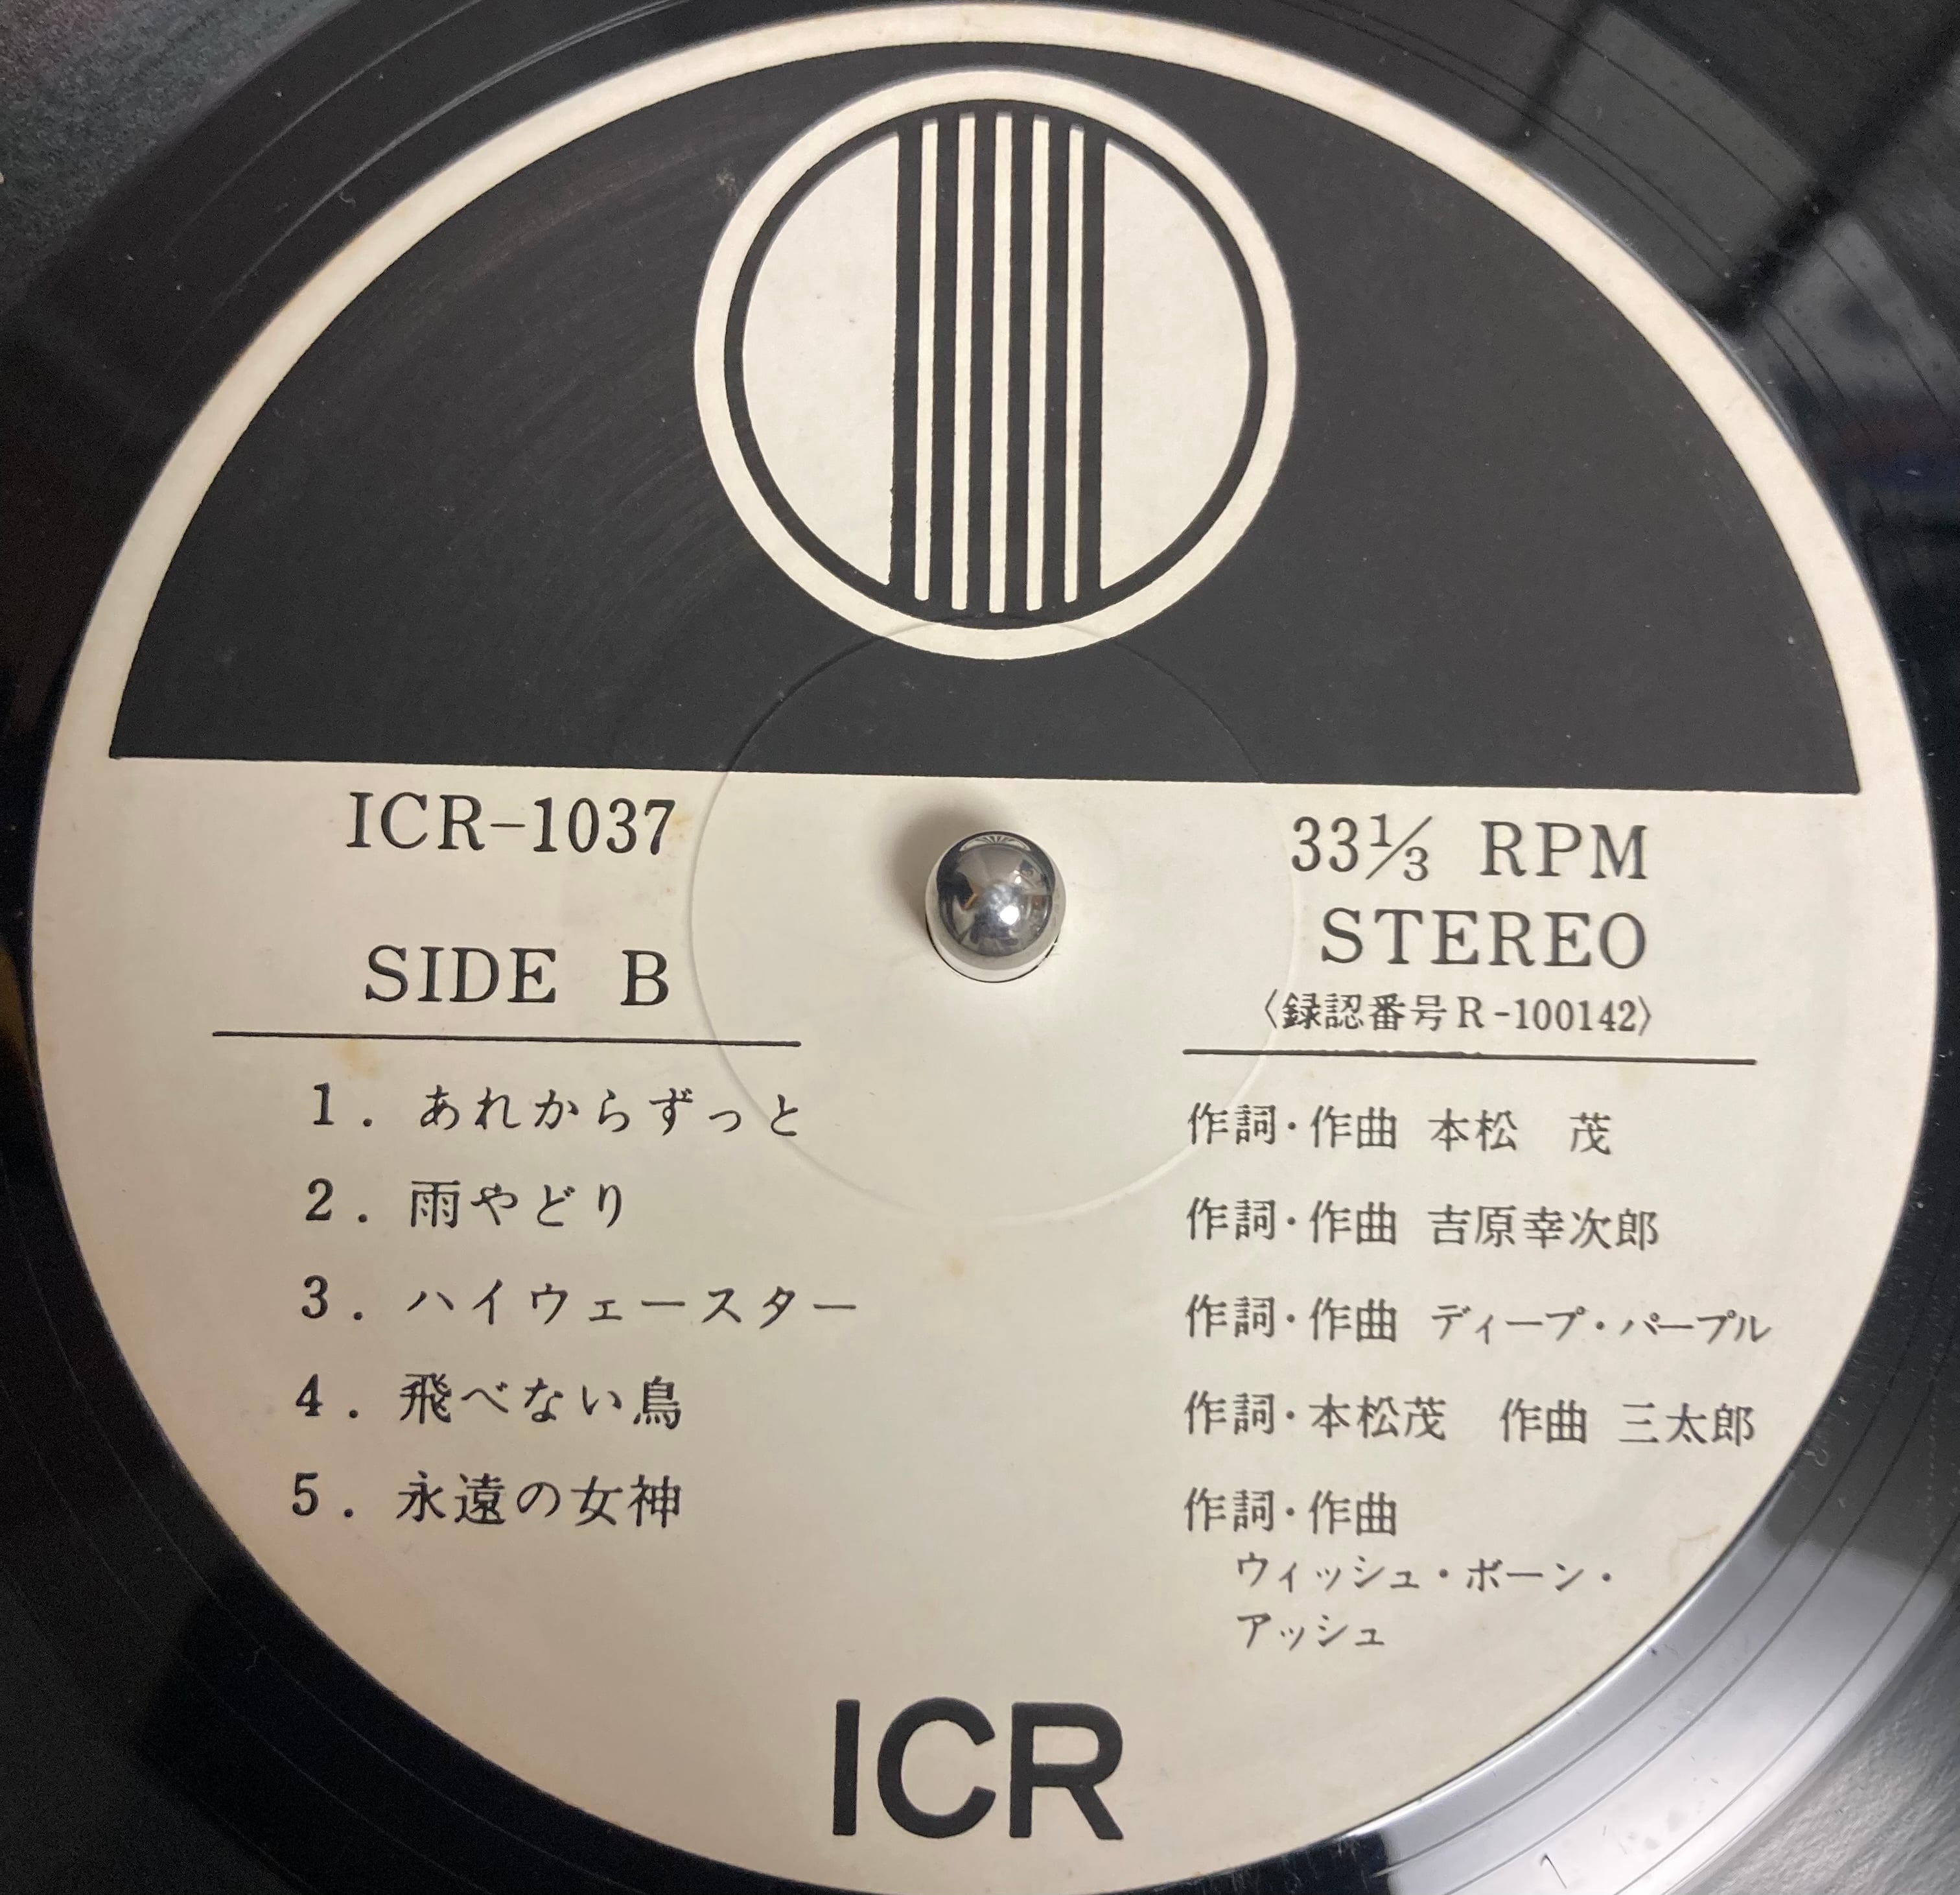 ICR-1037
SIDE B
33⅓ RPM
STEREO
〈録認番号R-100142〉
1. あれからずっと 作詞・作曲 本松 茂
2. 雨やどり 作詞・作曲 吉原幸次郎
3. ハイウェースター 作詞・作曲 ディープ・パープル
4. 飛べない鳥 作詞・本松茂 作曲 三太郎
5. 永遠の女神 作詞・作曲
ウィッシュ・ボーン・
アッシュ
ICR